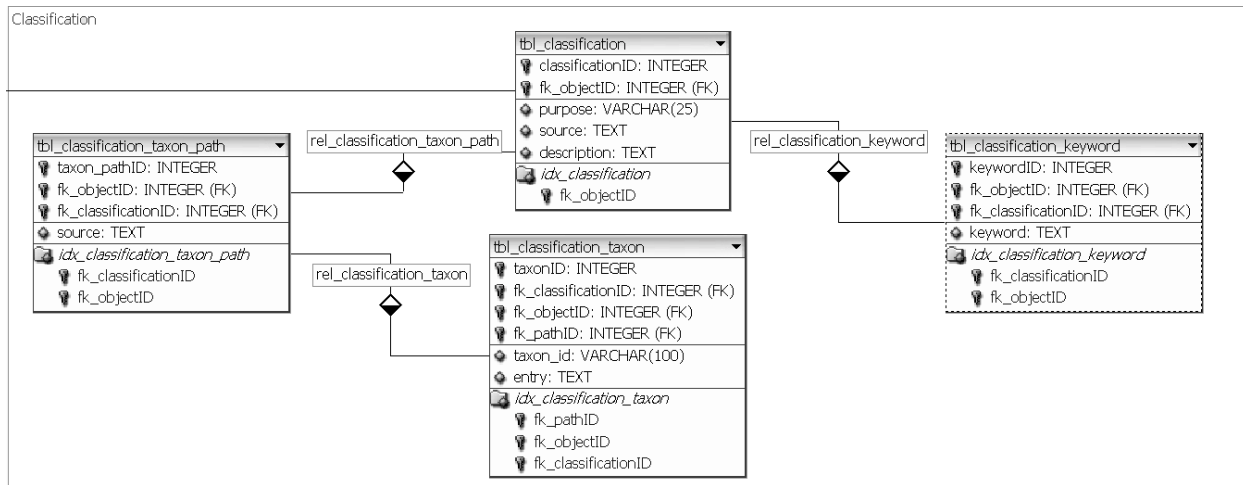 Classification
tbl_classification
classificationID: INTEGER
fk_objectID: INTEGER (FK)
purpose: VARCHAR(25)
source: TEXT
description: TEXT
idx_classification
fk_objectID
rel_classification_taxon_path
rel_classification_keyword
tbl_classification_taxon_path
taxon_pathID: INTEGER
fk_objectID: INTEGER (FK)
fk_classificationID: INTEGER (FK)
source: TEXT
idx_classification_taxon_path
fk_classificationID
fk_objectID
rel_classification_taxon
tbl_classification_taxon
taxonID: INTEGER
fk_classificationID: INTEGER (FK)
fk_objectID: INTEGER (FK)
fk_pathID: INTEGER (FK)
taxon_id: VARCHAR(100)
entry: TEXT
idx_classification_taxon
fk_pathID
fk_objectID
fk_classificationID
tbl_classification_keyword
keywordID: INTEGER
fk_objectID: INTEGER (FK)
fk_classificationID: INTEGER (FK)
keyword: TEXT
idx_classification_keyword
fk_classificationID
fk_objectID